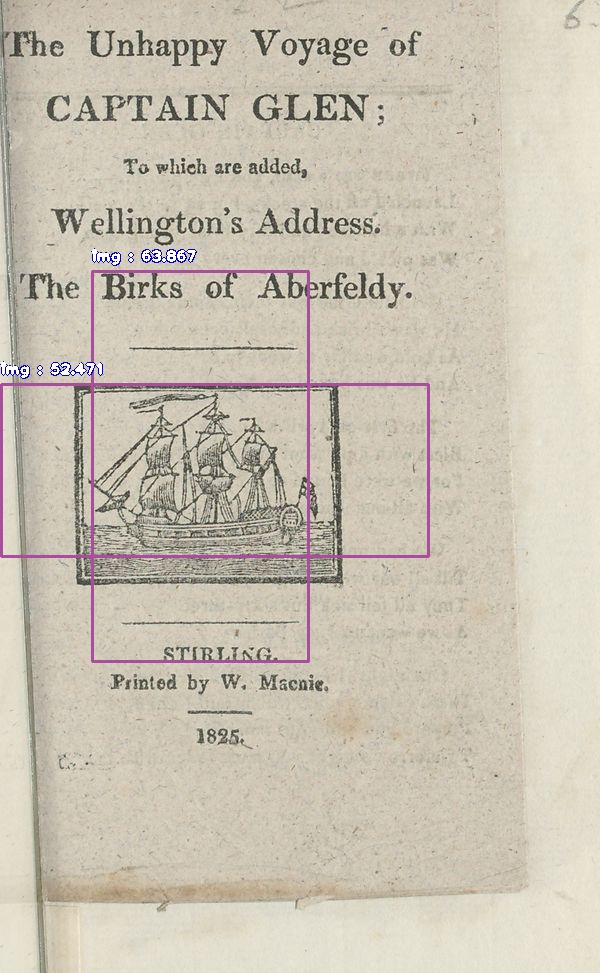 6.
The Unhappy Voyage of
CAPTAIN GLEN;
To which are added,
Wellington's Address.
img : 63.867
The Birks of Aberfeldy.
img : 52.471
STIRLING.
Printed by W. Macnie.
1825.